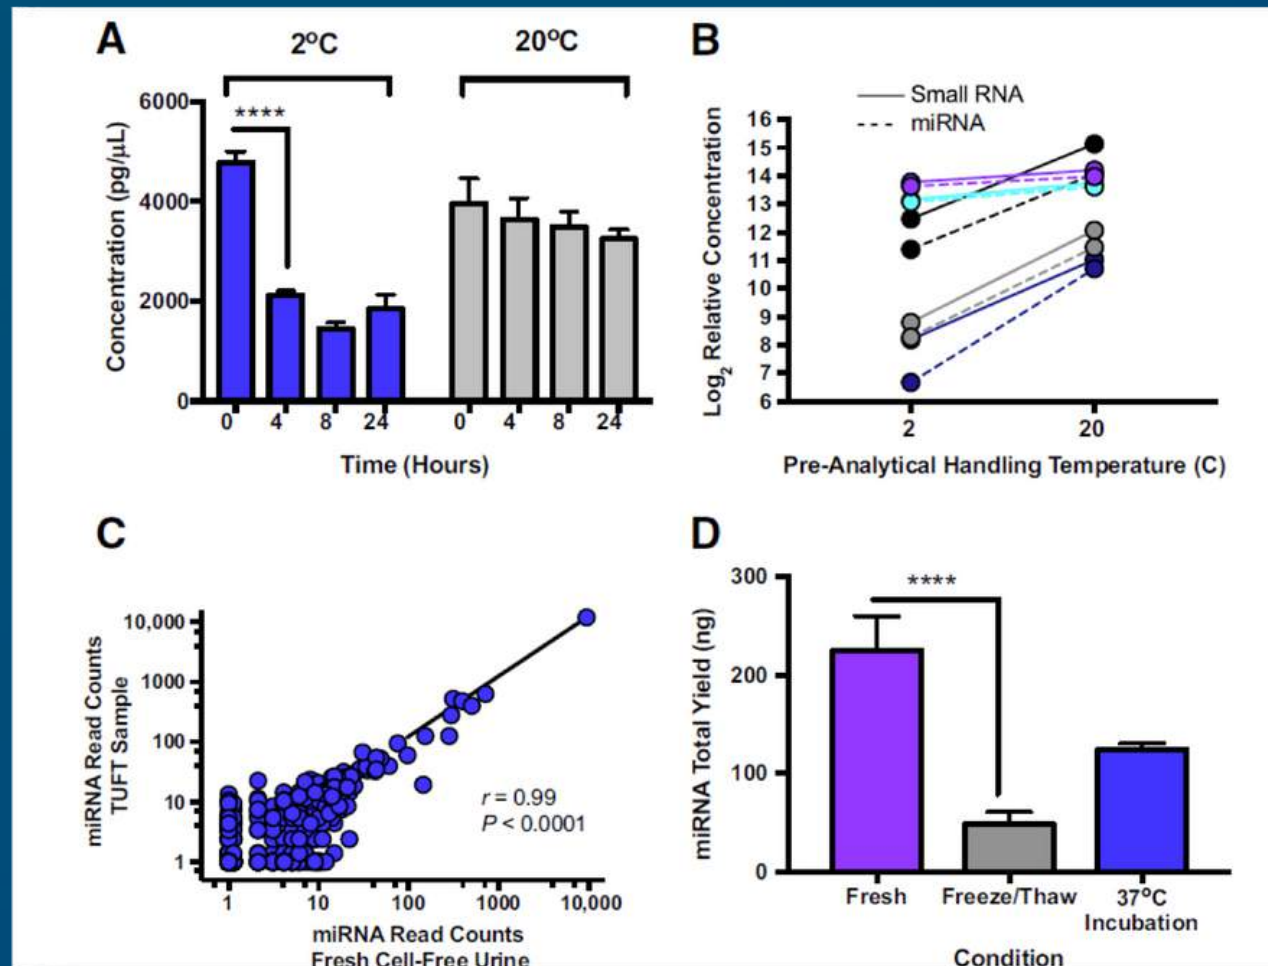 A
2°C
20°C
Concentration (pg/µL)
6000
4000
2000
0
****
0 4 8 24 0 4 8 24
Time (Hours)
B
Small RNA
miRNA
Log2 Relative Concentration
16
15
14
13
12
11
10
9
8
7
6
2 20
Pre-Analytical Handling Temperature (C)
C
miRNA Read Counts
TUFT Sample
10,000
1000
100
10
1
r = 0.99
P < 0.0001
1 10 100 1000 10,000
miRNA Read Counts
Fresh Cell-Free Urine
D
miRNA Total Yield (ng)
300
200
100
0
****
Fresh Freeze/Thaw 37°C
Incubation
Condition